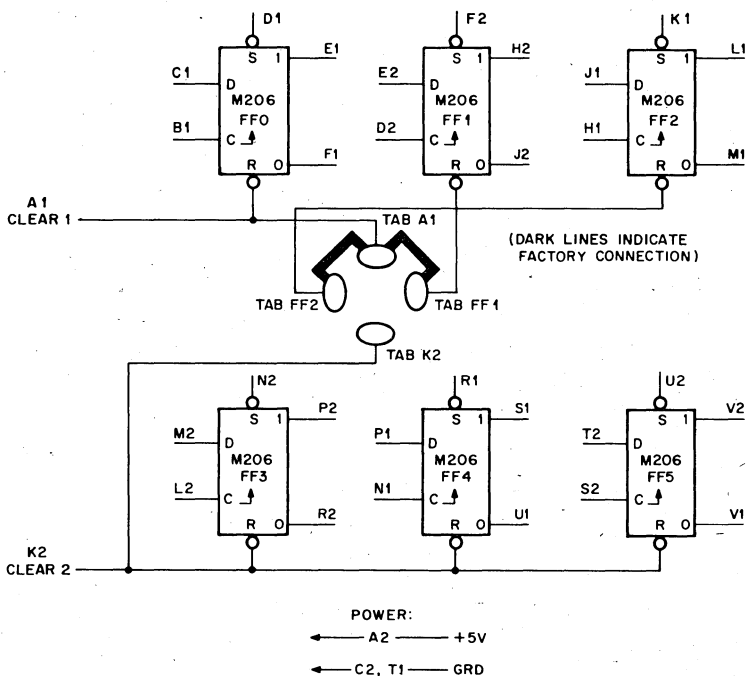 D1
F2
K1
E1
H2
L1
C1
E2
J1
S 1
D
M206
FF0
C
R 0
S 1
D
M206
FF1
C
R 0
S 1
D
M206
FF2
C
R 0
B1
D2
H1
F1
J2
M1
A1
CLEAR 1
TAB A1
(DARK LINES INDICATE
FACTORY CONNECTION)
TAB FF2
TAB FF1
TAB K2
N2
R1
U2
P2
S1
V2
M2
P1
T2
S 1
D
M206
FF3
C
R 0
S 1
D
M206
FF4
C
R 0
S 1
D
M206
FF5
C
R 0
L2
N1
S2
R2
U1
V1
K2
CLEAR 2
POWER:
A2 +5V
C2, T1 GRD